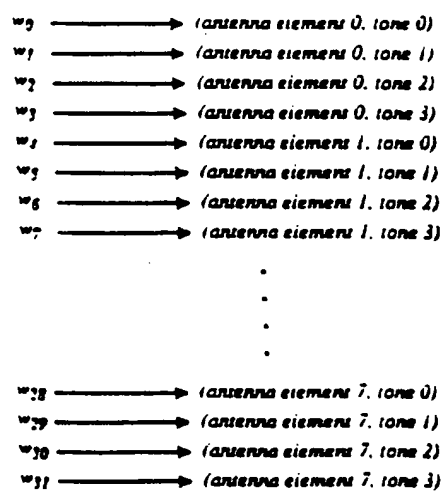 w0 → (antenna element 0, tone 0)
w1 → (antenna element 0, tone 1)
w2 → (antenna element 0, tone 2)
w3 → (antenna element 0, tone 3)
w4 → (antenna element 1, tone 0)
w5 → (antenna element 1, tone 1)
w6 → (antenna element 1, tone 2)
w7 → (antenna element 1, tone 3)
w28 → (antenna element 7, tone 0)
w29 → (antenna element 7, tone 1)
w30 → (antenna element 7, tone 2)
w31 → (antenna element 7, tone 3)